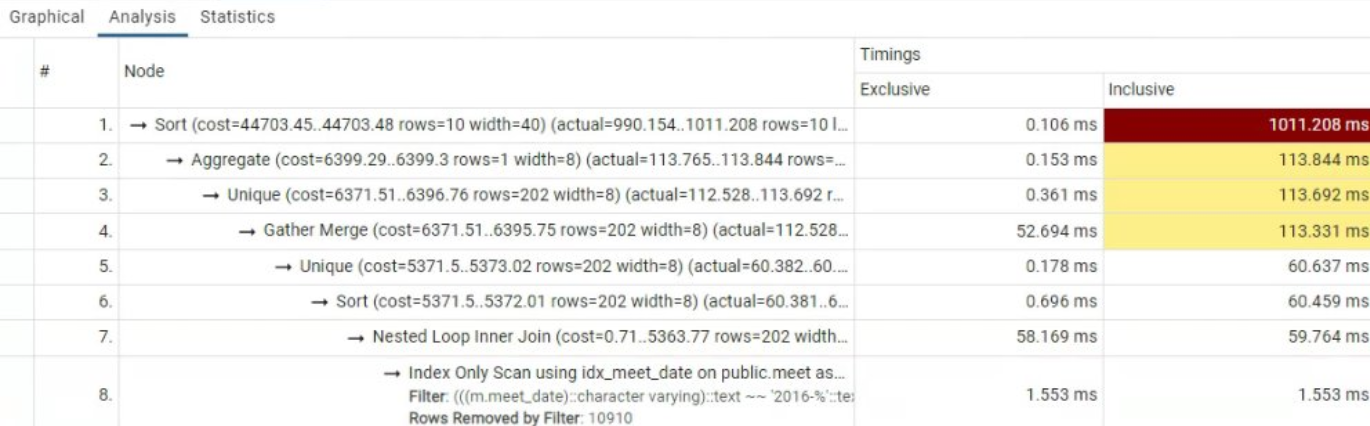 Graphical Analysis Statistics
Timings
# Node
Exclusive Inclusive
1. → Sort (cost=44703.45..44703.48 rows=10 width=40) (actual=990.154..1011.208 rows=10 l... 0.106 ms 1011.208 ms
2. → Aggregate (cost=6399.29..6399.3 rows=1 width=8) (actual=113.765..113.844 rows=... 0.153 ms 113.844 ms
3. → Unique (cost=6371.51..6396.76 rows=202 width=8) (actual=112.528..113.692 r... 0.361 ms 113.692 ms
4. → Gather Merge (cost=6371.51..6395.75 rows=202 width=8) (actual=112.528... 52.694 ms 113.331 ms
5. → Unique (cost=5371.5..5373.02 rows=202 width=8) (actual=60.382..60.... 0.178 ms 60.637 ms
6. → Sort (cost=5371.5..5372.01 rows=202 width=8) (actual=60.381..6... 0.696 ms 60.459 ms
7. → Nested Loop Inner Join (cost=0.71..5363.77 rows=202 width... 58.169 ms 59.764 ms
→ Index Only Scan using idx_meet_date on public.meet as...
8. Filter: (((m.meet_date)::character varying)::text ~~ '2016-%'::te 1.553 ms 1.553 ms
Rows Removed by Filter: 10910